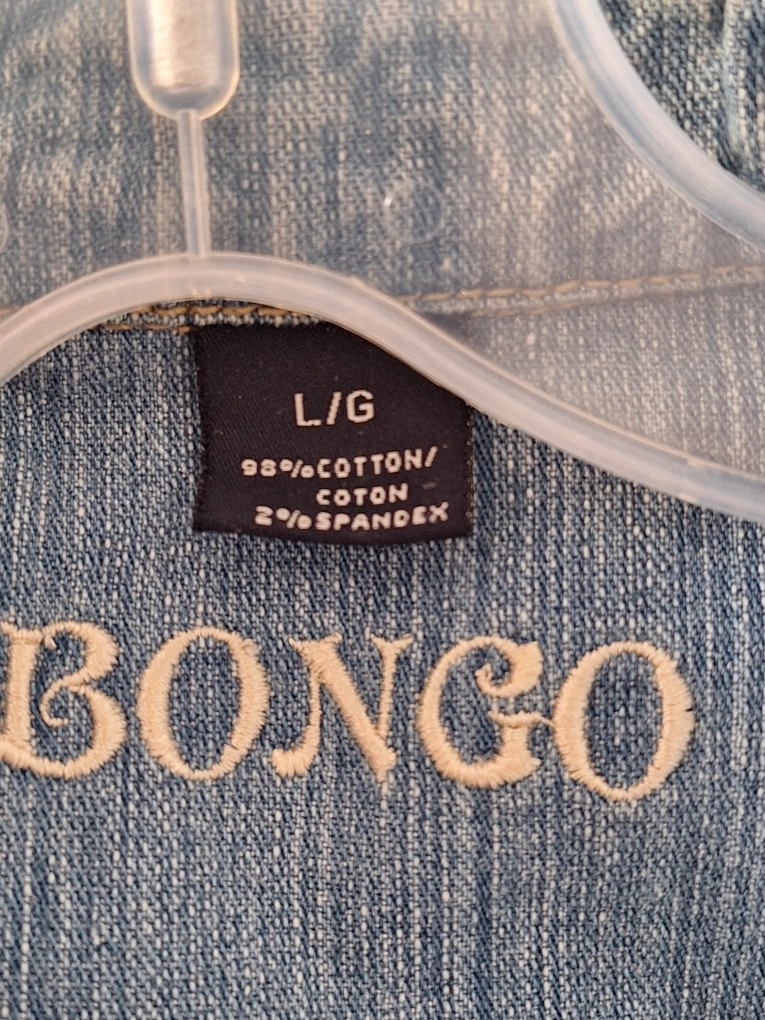 L/G
98%COTTON/
COTON
2%SPANDEX
BONGO